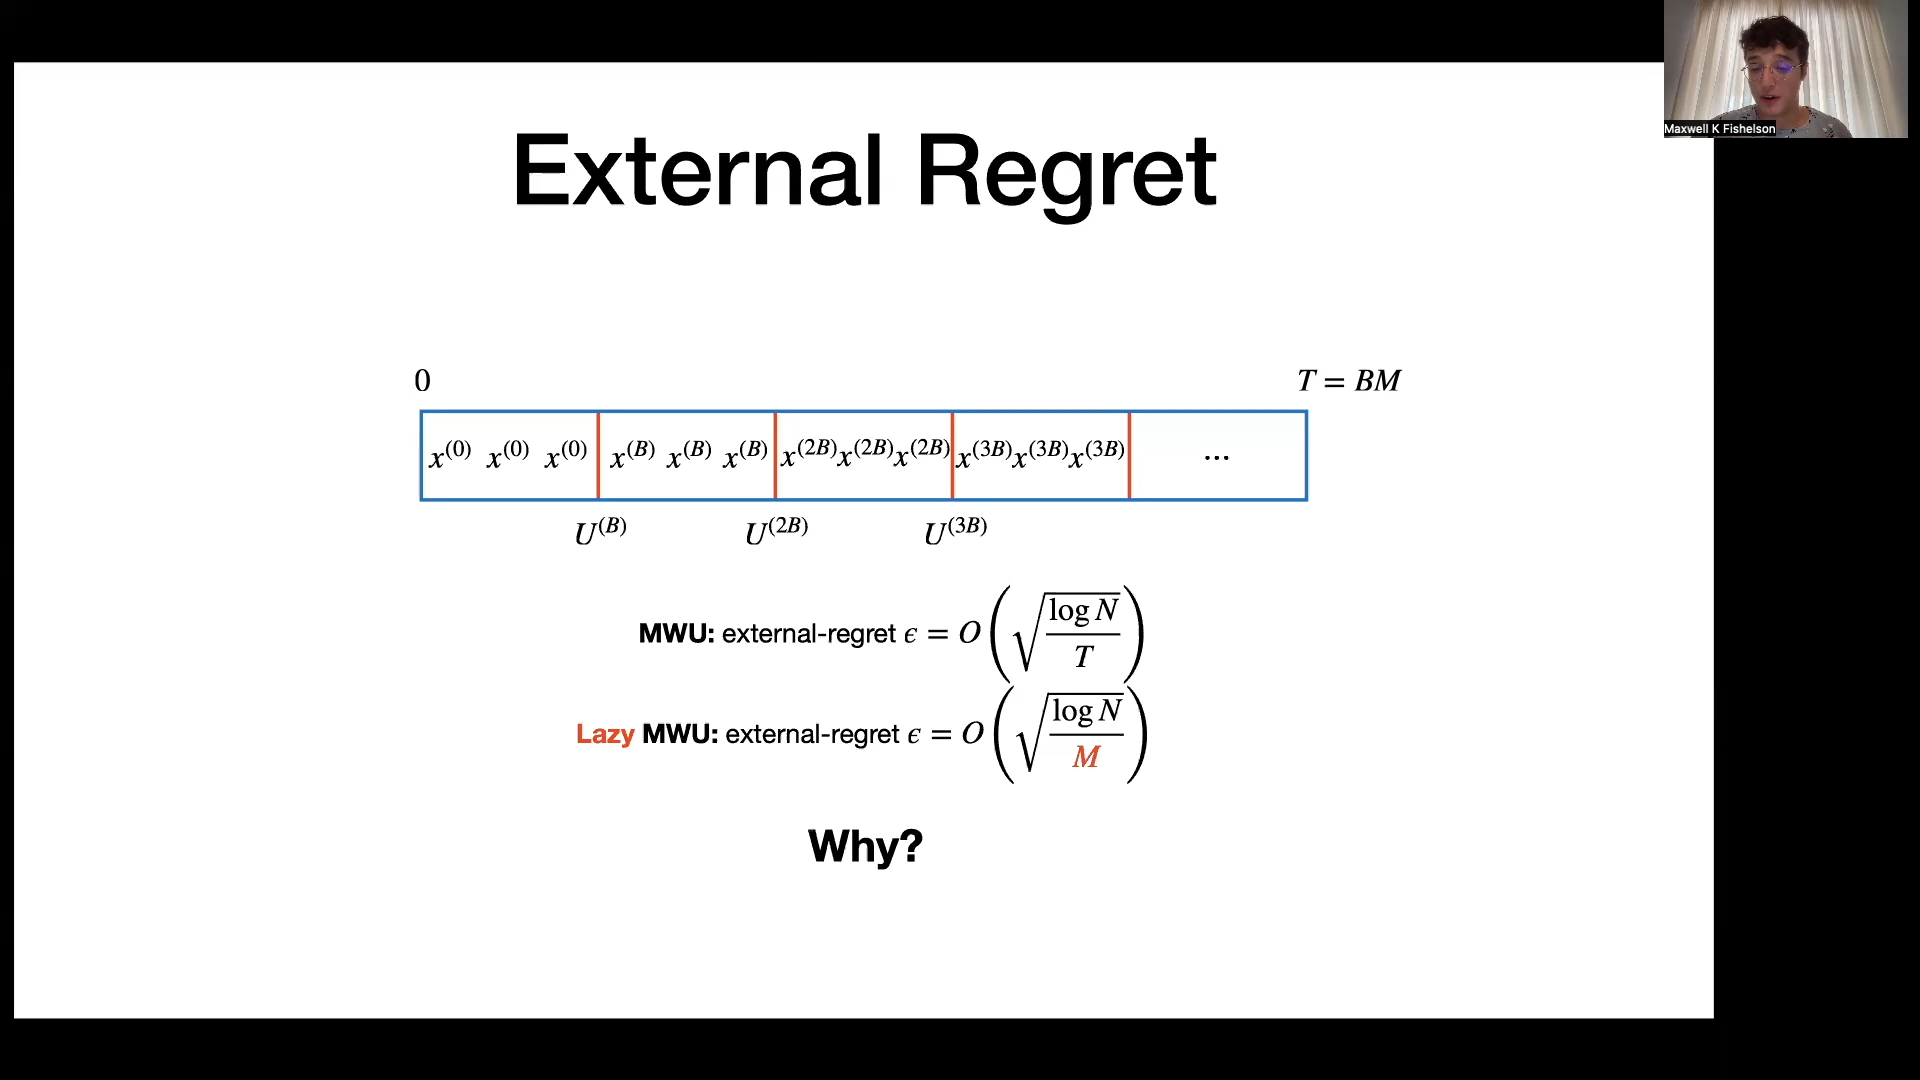 Maxwell K Fishelson
External Regret
0 T = BM
x^(0) x^(0) x^(0) x^(B) x^(B) x^(B) x^(2B) x^(2B) x^(2B) x^(3B) x^(3B) x^(3B) ...
U^(B) U^(2B) U^(3B)
MWU: external-regret ϵ = O(√(log N / T))
Lazy MWU: external-regret ϵ = O(√(log N / M))
Why?